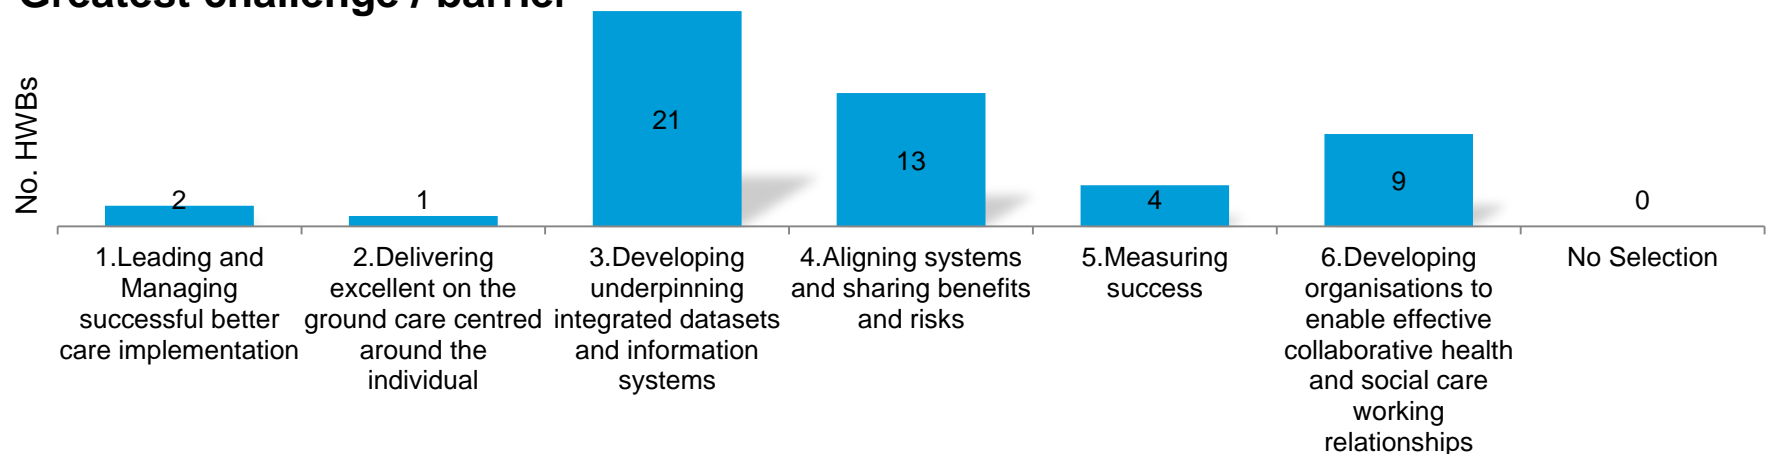 Greatest challenge / barrier
No. HWBs
2
1
21
13
4
9
0
1.Leading and
Managing
successful better
care implementation
2.Delivering
excellent on the
ground care centred
around the
individual
3.Developing
underpinning
integrated datasets
and information
systems
4.Aligning systems
and sharing benefits
and risks
5.Measuring
success
6.Developing
organisations to
enable effective
collaborative health
and social care
working
relationships
No Selection